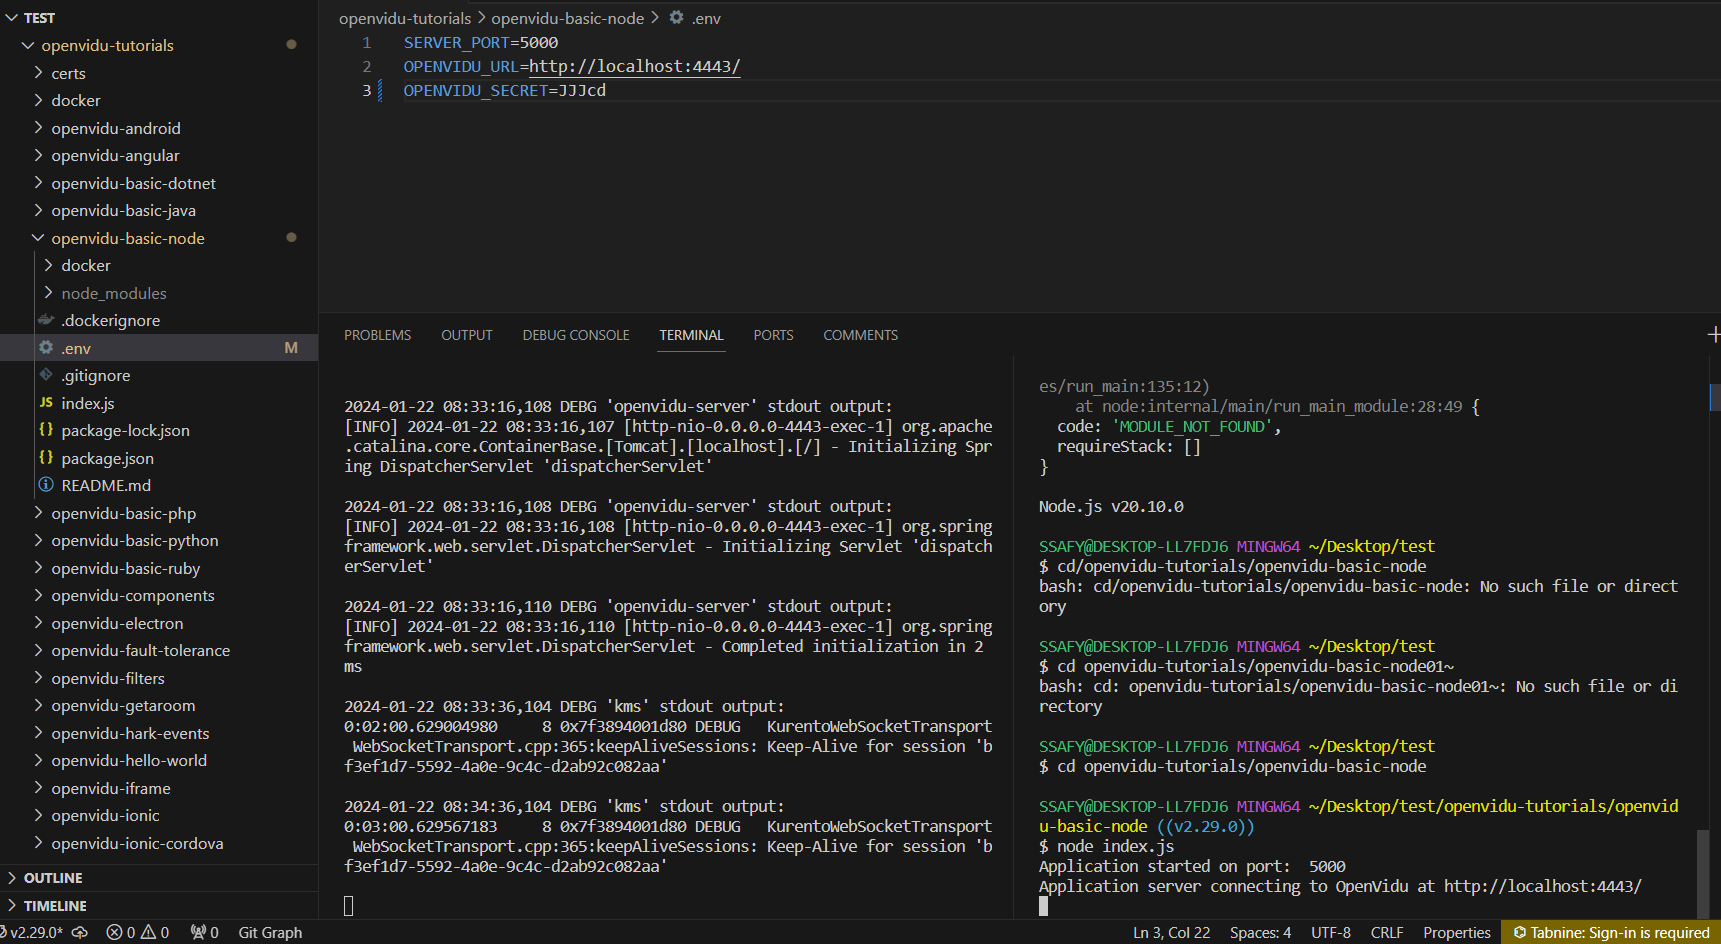 TEST
openvidu-tutorials
certs
docker
openvidu-android
openvidu-angular
openvidu-basic-dotnet
openvidu-basic-java
openvidu-basic-node
docker
node_modules
.dockerignore
.env M
.gitignore
JS index.js
{} package-lock.json
{} package.json
README.md
openvidu-basic-php
openvidu-basic-python
openvidu-basic-ruby
openvidu-components
openvidu-electron
openvidu-fault-tolerance
openvidu-filters
openvidu-getaroom
openvidu-hark-events
openvidu-hello-world
openvidu-iframe
openvidu-ionic
openvidu-ionic-cordova
OUTLINE
TIMELINE
openvidu-tutorials > openvidu-basic-node > .env
1 SERVER_PORT=5000
2 OPENVIDU_URL=http://localhost:4443/
3 OPENVIDU_SECRET=JJJcd
PROBLEMS OUTPUT DEBUG CONSOLE TERMINAL PORTS COMMENTS
2024-01-22 08:33:16,108 DEBG 'openvidu-server' stdout output:
[INFO] 2024-01-22 08:33:16,107 [http-nio-0.0.0.0-4443-exec-1] org.apache
.catalina.core.ContainerBase.[Tomcat].[localhost].[/] - Initializing Spr
ing DispatcherServlet 'dispatcherServlet'
2024-01-22 08:33:16,108 DEBG 'openvidu-server' stdout output:
[INFO] 2024-01-22 08:33:16,108 [http-nio-0.0.0.0-4443-exec-1] org.spring
framework.web.servlet.DispatcherServlet - Initializing Servlet 'dispatch
erServlet'
2024-01-22 08:33:16,110 DEBG 'openvidu-server' stdout output:
[INFO] 2024-01-22 08:33:16,110 [http-nio-0.0.0.0-4443-exec-1] org.spring
framework.web.servlet.DispatcherServlet - Completed initialization in 2
ms
2024-01-22 08:33:36,104 DEBG 'kms' stdout output:
0:02:00.629004980     8 0x7f3894001d80 DEBUG   KurentoWebSocketTransport
WebSocketTransport.cpp:365:keepAliveSessions: Keep-Alive for session 'b
f3ef1d7-5592-4a0e-9c4c-d2ab92c082aa'
2024-01-22 08:34:36,104 DEBG 'kms' stdout output:
0:03:00.629567183     8 0x7f3894001d80 DEBUG   KurentoWebSocketTransport
WebSocketTransport.cpp:365:keepAliveSessions: Keep-Alive for session 'b
f3ef1d7-5592-4a0e-9c4c-d2ab92c082aa'
es/run_main:135:12)
at node:internal/main/run_main_module:28:49 {
code: 'MODULE_NOT_FOUND',
requireStack: []
}
Node.js v20.10.0
SSAFY@DESKTOP-LL7FDJ6 MINGW64 ~/Desktop/test
$ cd/openvidu-tutorials/openvidu-basic-node
bash: cd/openvidu-tutorials/openvidu-basic-node: No such file or direct
ory
SSAFY@DESKTOP-LL7FDJ6 MINGW64 ~/Desktop/test
$ cd openvidu-tutorials/openvidu-basic-node01~
bash: cd: openvidu-tutorials/openvidu-basic-node01~: No such file or di
rectory
SSAFY@DESKTOP-LL7FDJ6 MINGW64 ~/Desktop/test
$ cd openvidu-tutorials/openvidu-basic-node
SSAFY@DESKTOP-LL7FDJ6 MINGW64 ~/Desktop/test/openvidu-tutorials/openvid
u-basic-node ((v2.29.0))
$ node index.js
Application started on port:  5000
Application server connecting to OpenVidu at http://localhost:4443/
v2.29.0* 0 0 0 Git Graph Ln 3, Col 22 Spaces: 4 UTF-8 CRLF Properties Tabnine: Sign-in is required